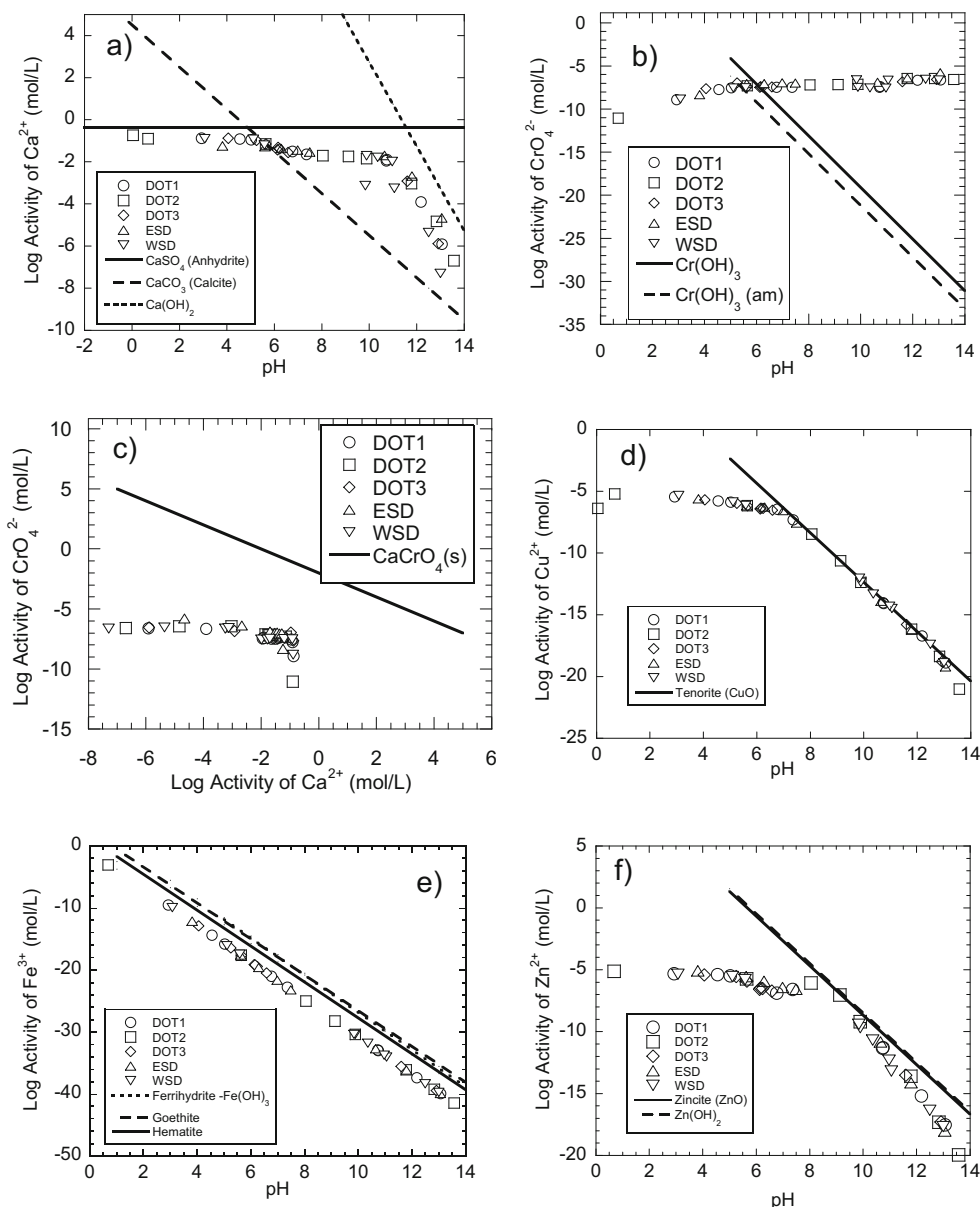 a)
Log Activity of Ca2+ (mol/L)
4
2
0
-2
-4
-6
-8
-10
DOT1
DOT2
DOT3
ESD
WSD
CaSO4 (Anhydrite)
CaCO3 (Calcite)
Ca(OH)2
-2 0 2 4 6 8 10 12 14
pH
b)
Log Activity of CrO42- (mol/L)
0
-5
-10
-15
-20
-25
-30
-35
DOT1
DOT2
DOT3
ESD
WSD
Cr(OH)3
Cr(OH)3 (am)
0 2 4 6 8 10 12 14
pH
c)
Log Activity of CrO42- (mol/L)
10
5
0
-5
-10
-15
DOT1
DOT2
DOT3
ESD
WSD
CaCrO4(s)
-8 -6 -4 -2 0 2 4 6
Log Activity of Ca2+ (mol/L)
d)
Log Activity of Cu2+ (mol/L)
0
-5
-10
-15
-20
-25
DOT1
DOT2
DOT3
ESD
WSD
Tenorite (CuO)
0 2 4 6 8 10 12 14
pH
e)
Log Activity of Fe3+ (mol/L)
0
-10
-20
-30
-40
-50
DOT1
DOT2
DOT3
ESD
WSD
Ferrihydrite -Fe(OH)3
Goethite
Hematite
0 2 4 6 8 10 12 14
pH
f)
Log Activity of Zn2+ (mol/L)
5
0
-5
-10
-15
-20
DOT1
DOT2
DOT3
ESD
WSD
Zincite (ZnO)
Zn(OH)2
0 2 4 6 8 10 12 14
pH